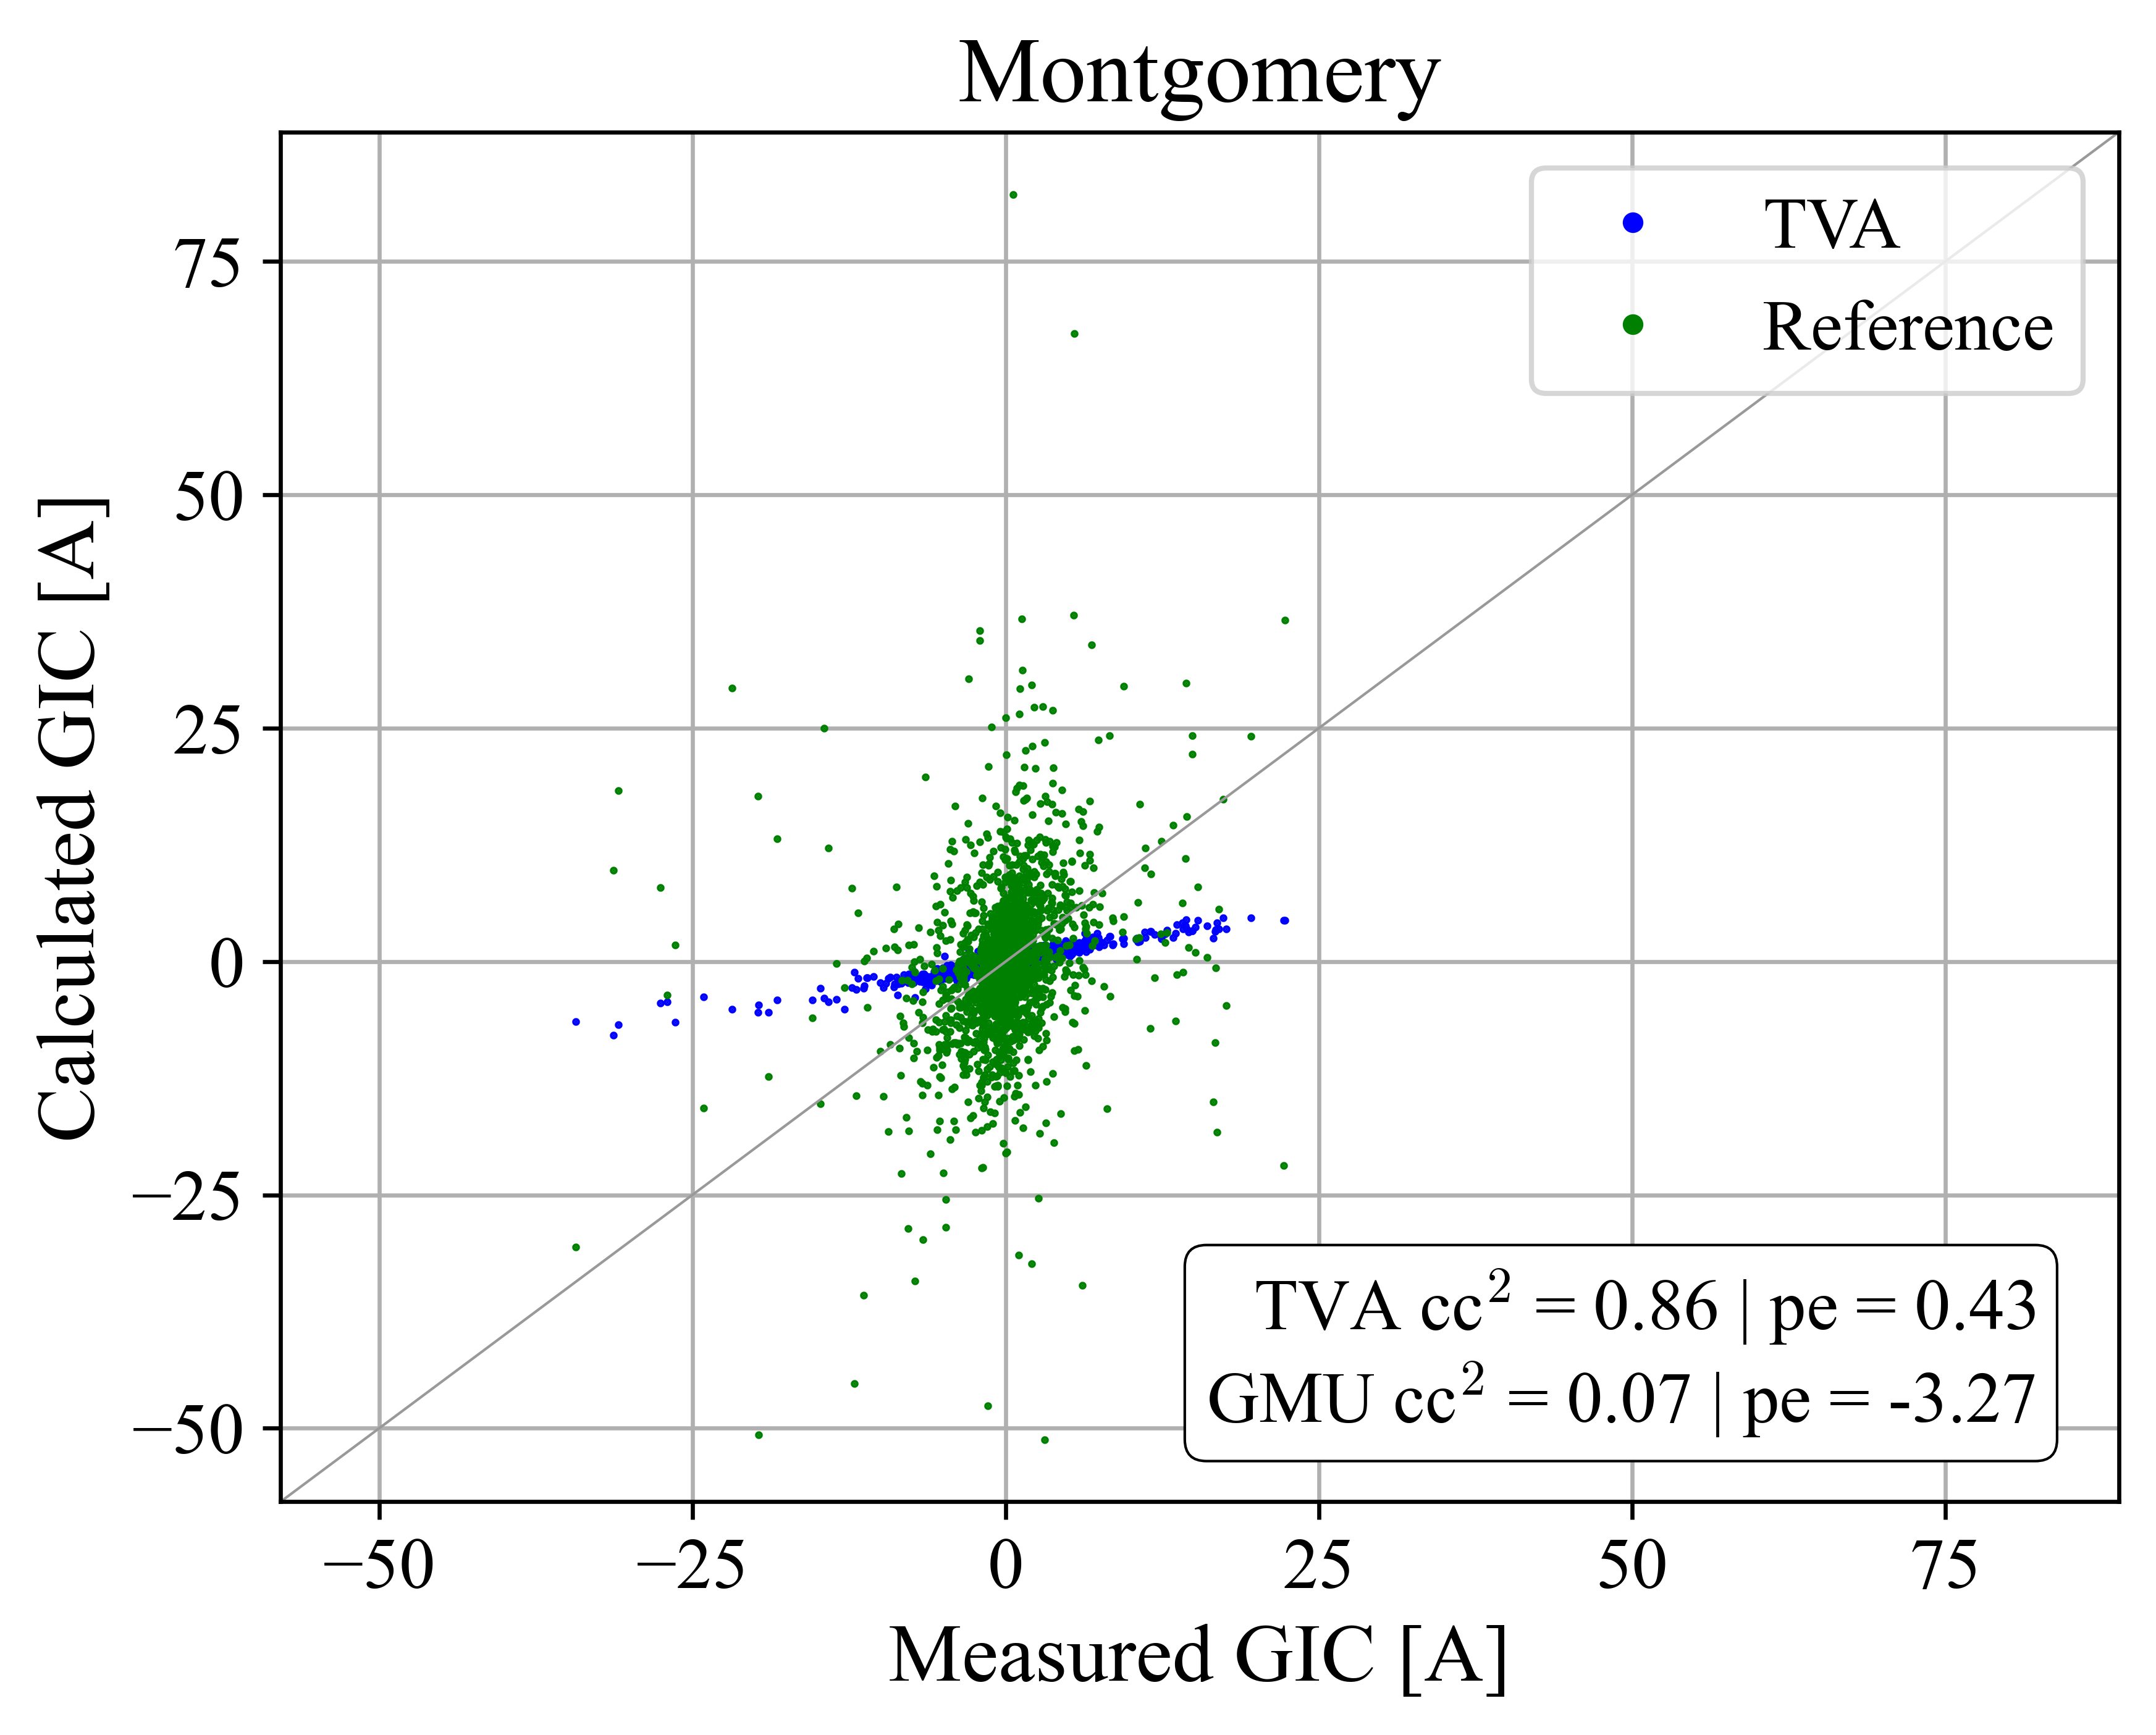 Montgomery
TVA
Reference
75
50
25
0
−25
−50
Calculated GIC [A]
TVA cc² = 0.86 | pe = 0.43
GMU cc² = 0.07 | pe = -3.27
−50 −25 0 25 50 75
Measured GIC [A]